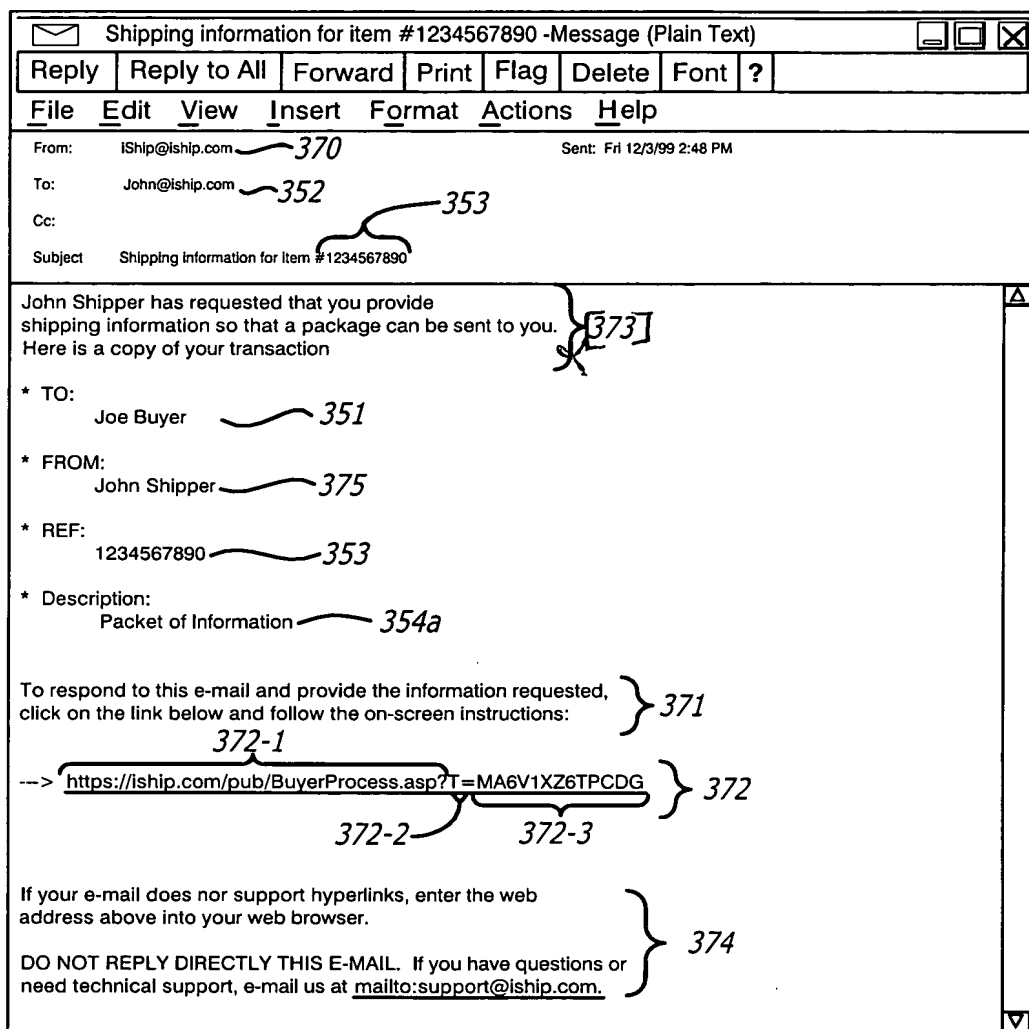 Shipping information for item #1234567890 -Message (Plain Text)
Reply Reply to All Forward Print Flag Delete Font ?
File Edit View Insert Format Actions Help
From: iShip@iship.com 370 Sent: Fri 12/3/99 2:48 PM
To: John@iship.com 352
353
Cc:
Subject Shipping information for item #1234567890
John Shipper has requested that you provide
shipping information so that a package can be sent to you. [373]
Here is a copy of your transaction
* TO:
Joe Buyer 351
* FROM:
John Shipper 375
* REF:
1234567890 353
* Description:
Packet of Information 354a
To respond to this e-mail and provide the information requested,
click on the link below and follow the on-screen instructions: 371
372-1
---> https://iship.com/pub/BuyerProcess.asp?T=MA6V1XZ6TPCDG 372
372-2 372-3
If your e-mail does nor support hyperlinks, enter the web
address above into your web browser.
374
DO NOT REPLY DIRECTLY THIS E-MAIL. If you have questions or
need technical support, e-mail us at mailto:support@iship.com.